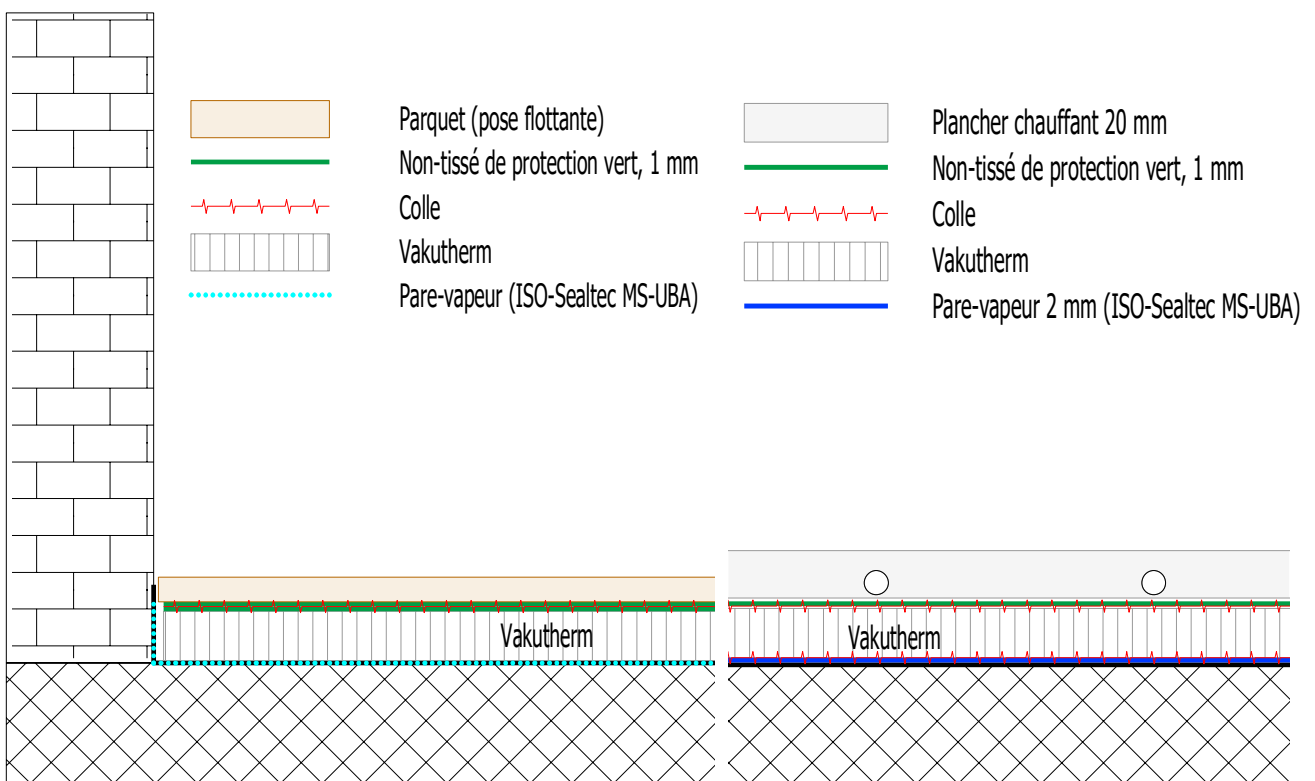 Parquet (pose flottante)
Non-tissé de protection vert, 1 mm
Colle
Vakutherm
Pare-vapeur (ISO-Sealtec MS-UBA)
Plancher chauffant 20 mm
Non-tissé de protection vert, 1 mm
Colle
Vakutherm
Pare-vapeur 2 mm (ISO-Sealtec MS-UBA)
Vakutherm
Vakutherm